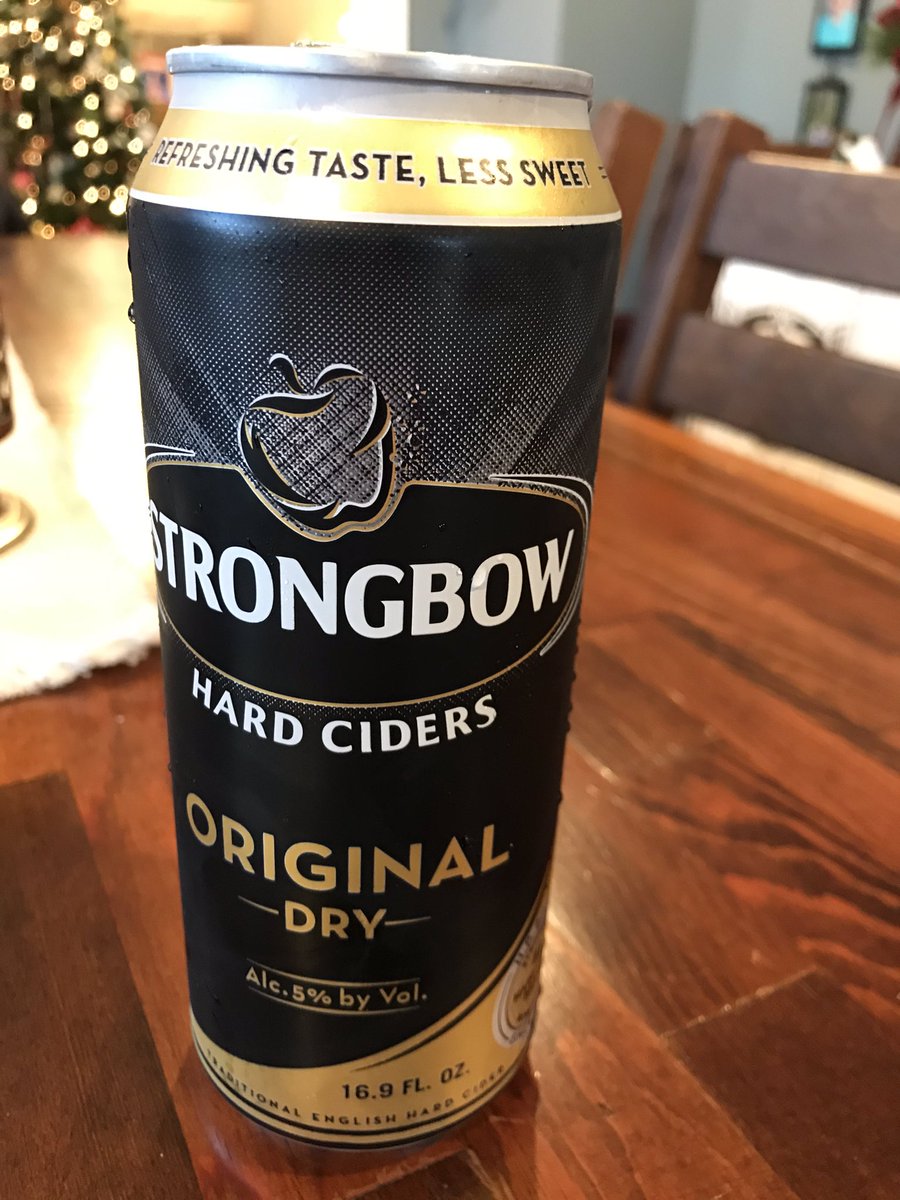 REFRESHING TASTE, LESS SWEET
STRONGBOW
HARD CIDERS
ORIGINAL
DRY
Alc.5% by Vol.
16.9 FL. OZ.
TRADITIONAL ENGLISH HARD CIDER